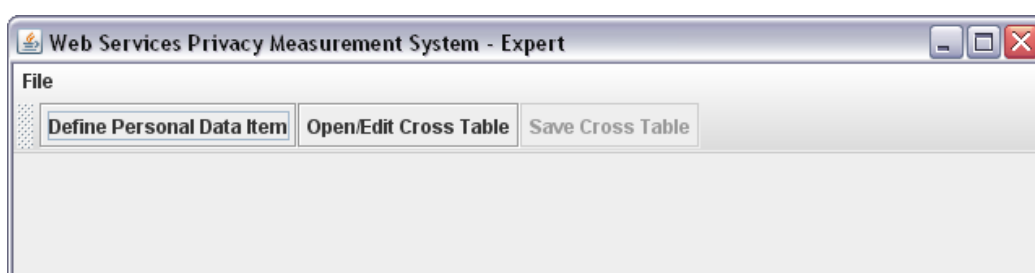 Web Services Privacy Measurement System - Expert
File
Define Personal Data Item Open/Edit Cross Table Save Cross Table